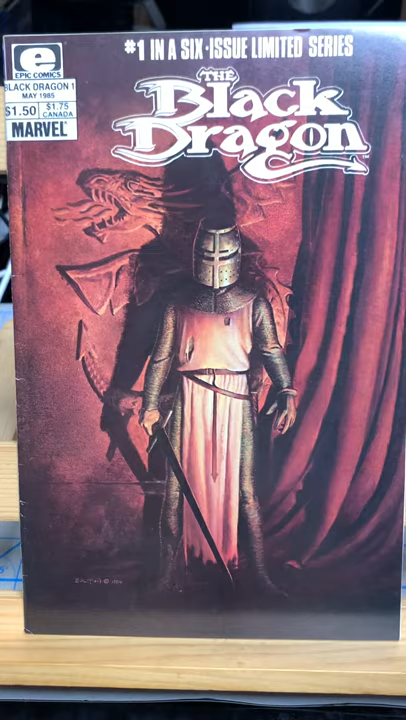 #1 IN A SIX-ISSUE LIMITED SERIES
e
EPIC COMICS
BLACK DRAGON 1
MAY 1985
$1.50 $1.75 CANADA
MARVEL®
THE
Black
Dragon™